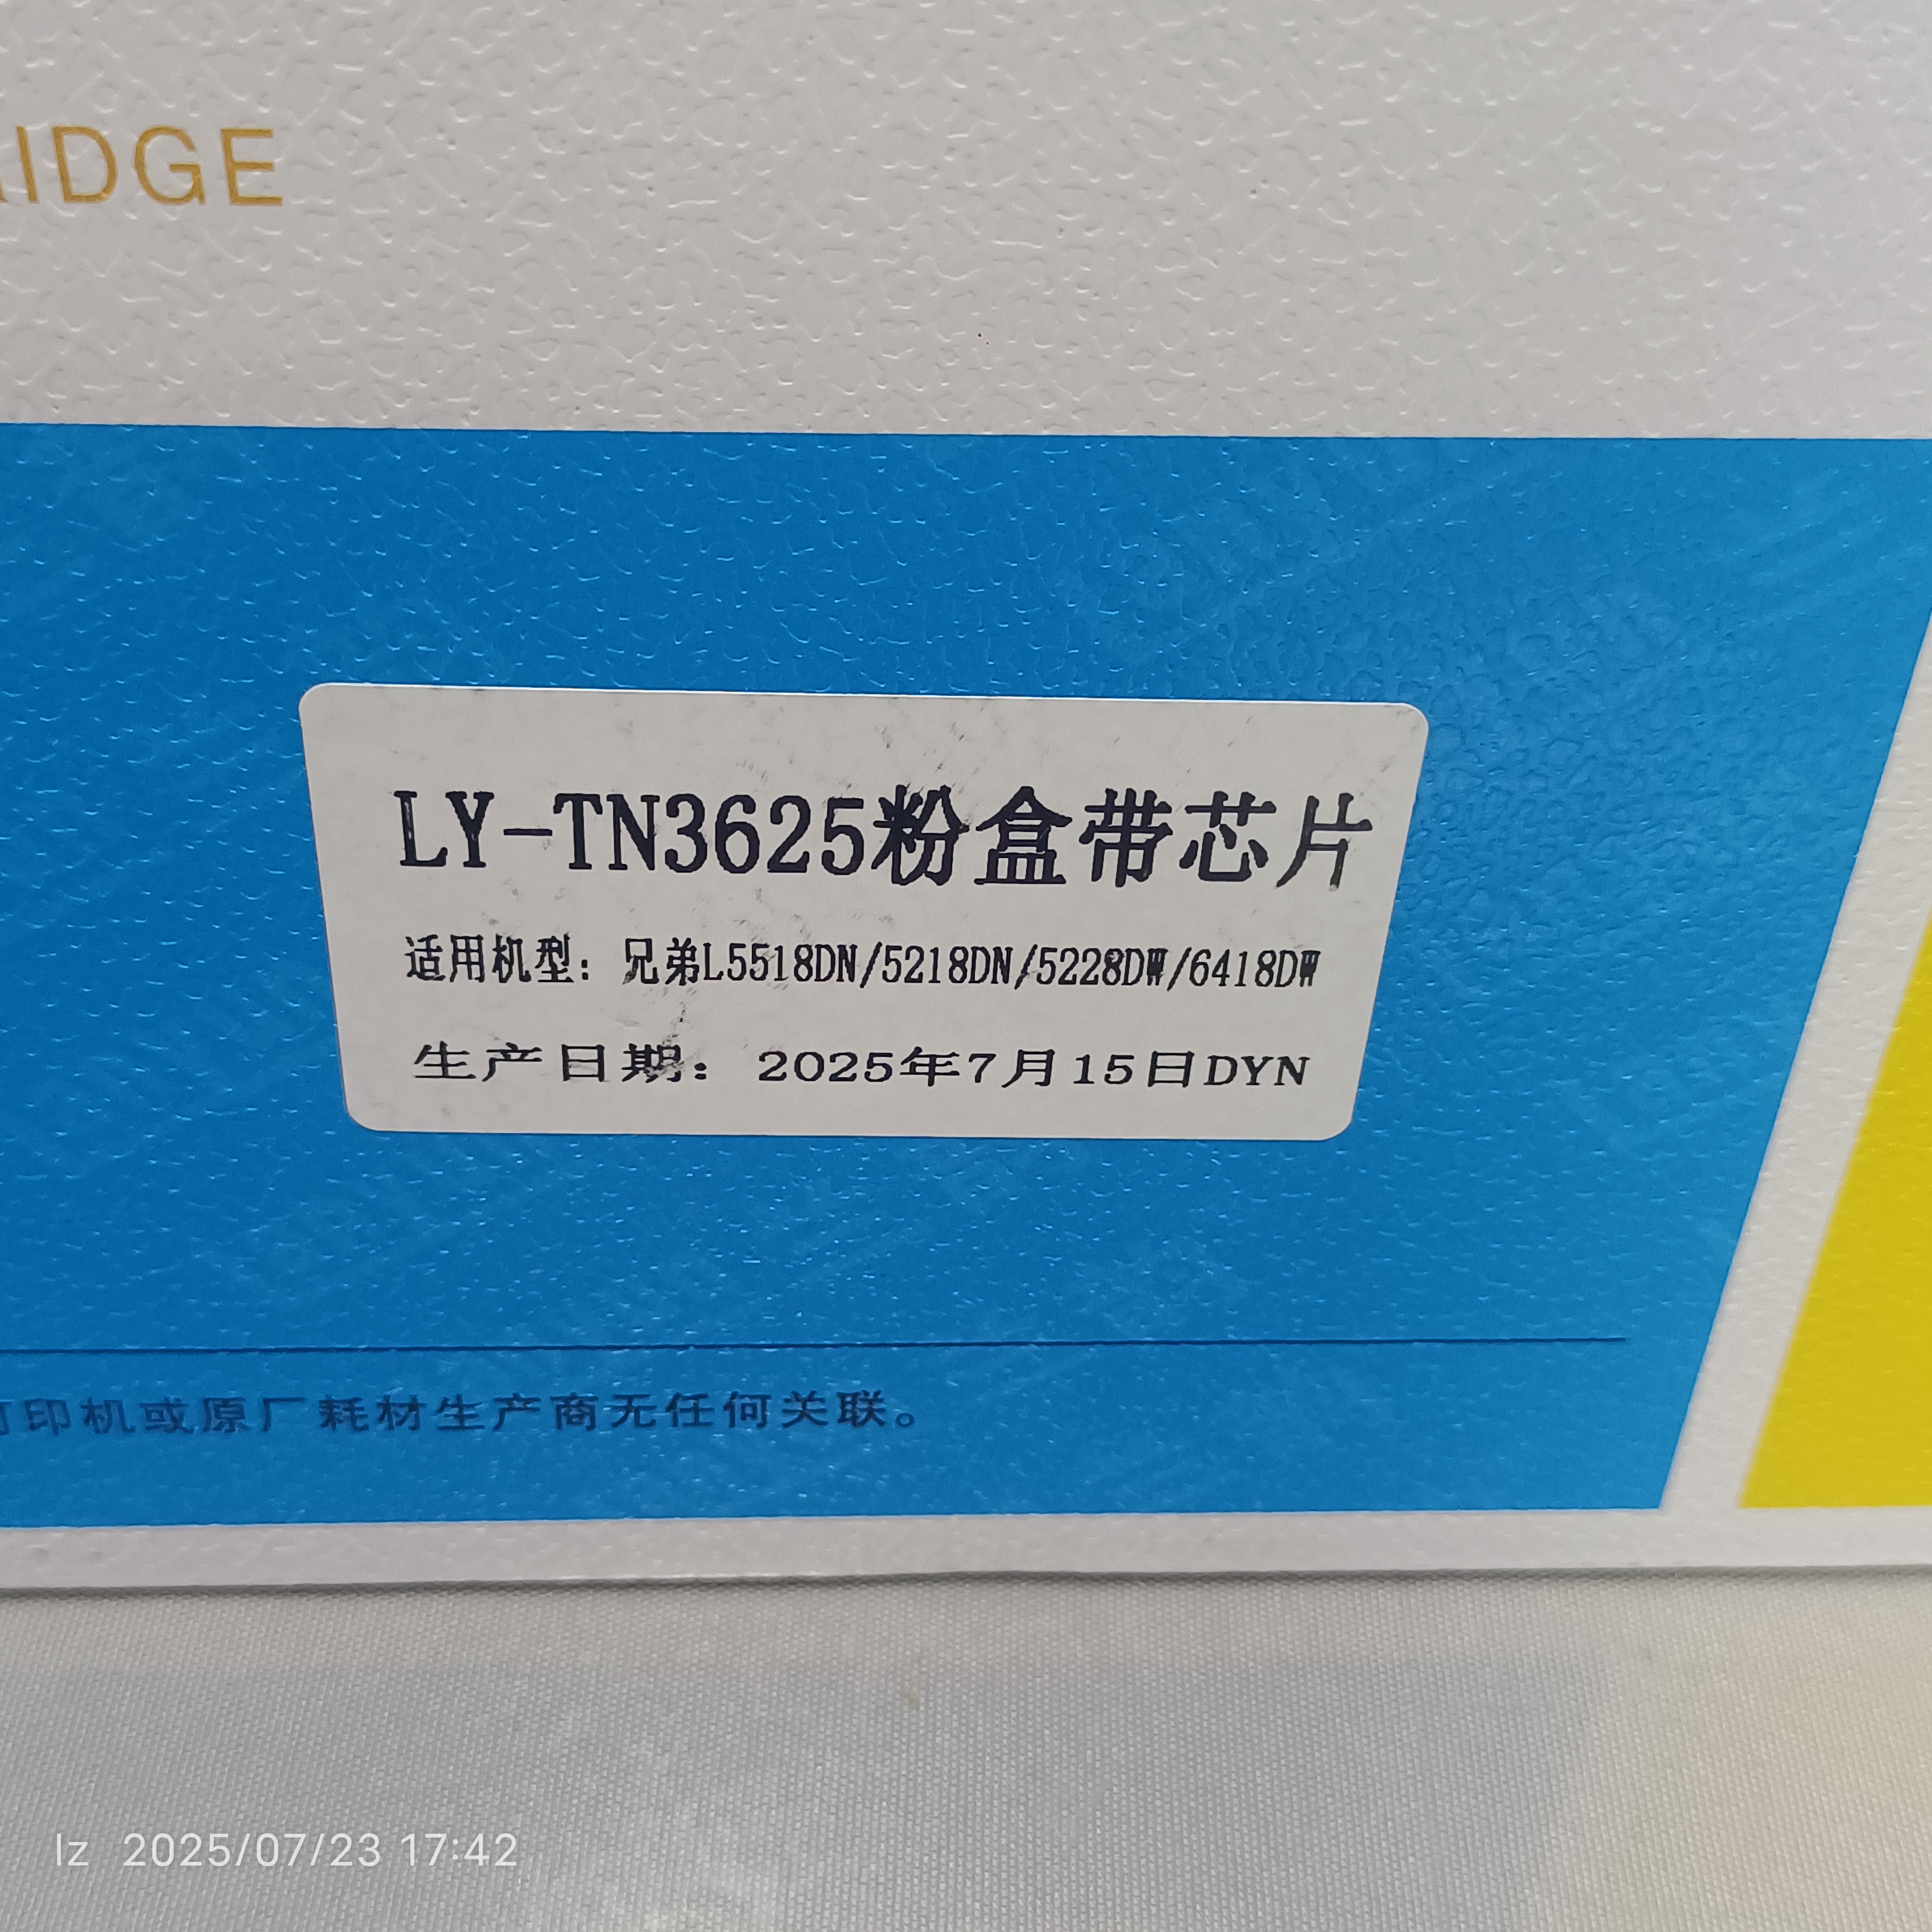 RIDGE
LY-TN3625粉盒带芯片
适用机型：兄弟L5518DN/5218DN/5228DW/6418DW
生产日期：2025年7月15日DYN
打印机或原厂耗材生产商无任何关联。
lz 2025/07/23 17:42